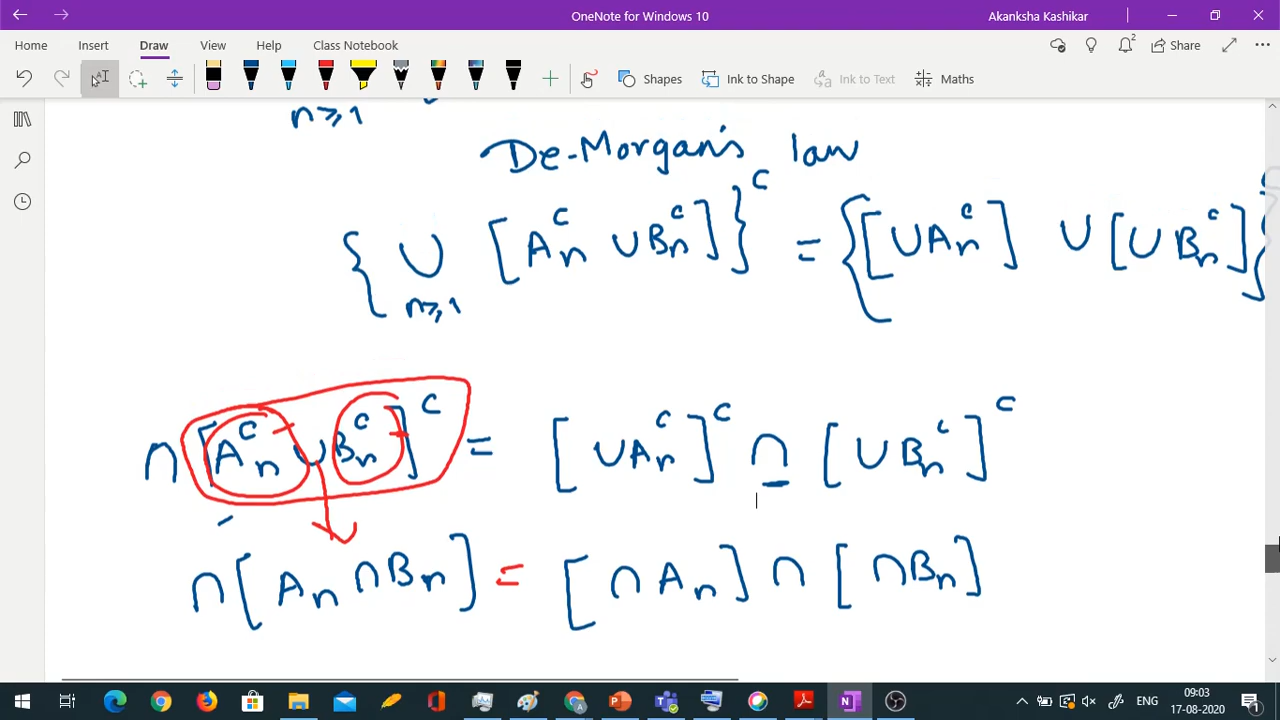 OneNote for Windows 10
Akanksha Kashikar
Home Insert Draw View Help Class Notebook
Share
Shapes Ink to Shape Ink to Text Maths
n≥1
De-Morgan's law
{ ∪ [Aₙᶜ ∪ Bₙᶜ] }ᶜ = { [∪Aₙᶜ] ∪ [∪Bₙᶜ] }
n≥1
∩ [Aₙᶜ ∪ Bₙᶜ]ᶜ = [∪Aₙᶜ]ᶜ ∩ [∪Bₙᶜ]ᶜ
∩[Aₙ ∩ Bₙ] = [∩Aₙ] ∩ [∩Bₙ]
ENG
09:03
17-08-2020